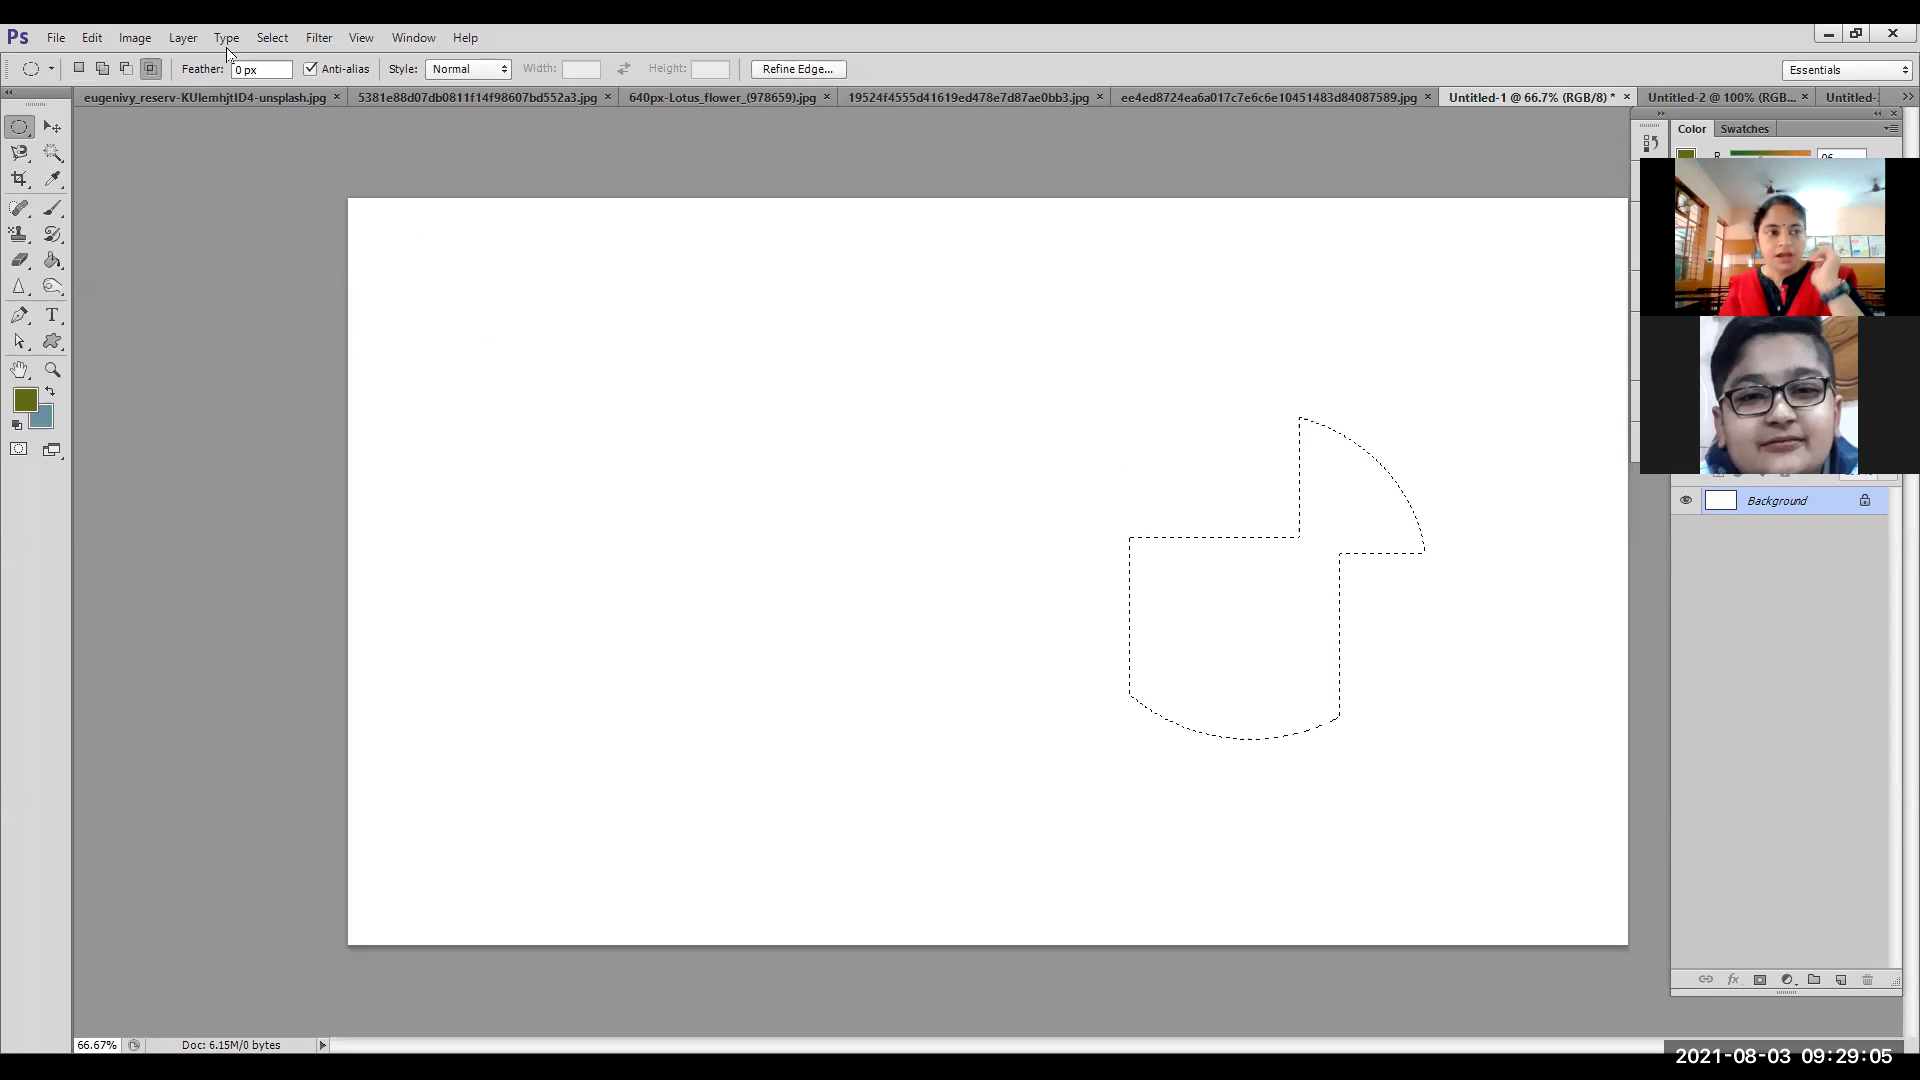 Ps File Edit Image Layer Type Select Filter View Window Help
Feather: 0 px Anti-alias Style: Normal Width: Height: Refine Edge... Essentials
eugenivy_reserv-KUIemhjtID4-unsplash.jpg × 5381e88d07db0811f14f98607bd552a3.jpg × 640px-Lotus_flower_(978659).jpg × 19524f4555d41619ed478e7d87ae0bb3.jpg × ee4ed8724ea6a017c7e6c6e10451483d84087589.jpg × Untitled-1 @ 66.7% (RGB/8) * × Untitled-2 @ 100% (RGB... × Untitled-
Color Swatches
R
T
Background
fx
66.67% Doc: 6.15M/0 bytes
2021-08-03 09:29:05